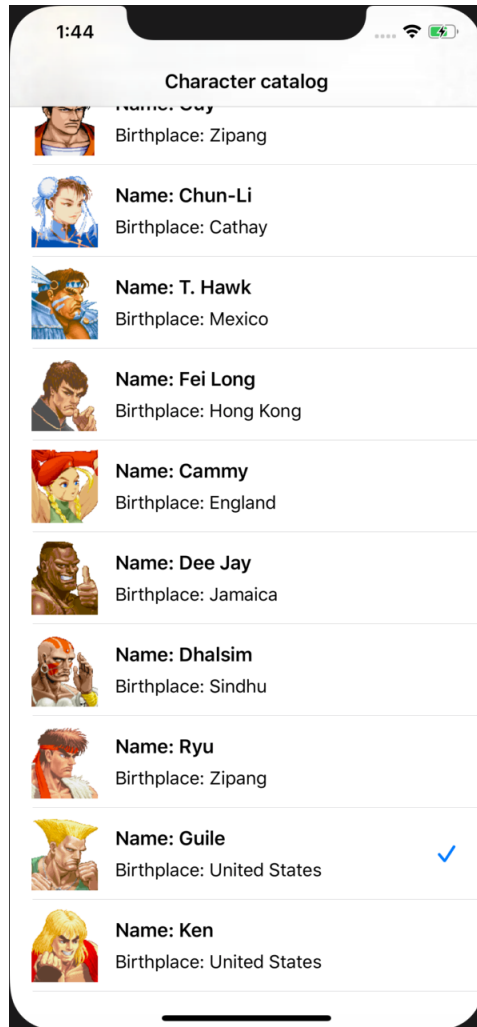 1:44
Character catalog
Name: Guy
Birthplace: Zipang
Name: Chun-Li
Birthplace: Cathay
Name: T. Hawk
Birthplace: Mexico
Name: Fei Long
Birthplace: Hong Kong
Name: Cammy
Birthplace: England
Name: Dee Jay
Birthplace: Jamaica
Name: Dhalsim
Birthplace: Sindhu
Name: Ryu
Birthplace: Zipang
Name: Guile
Birthplace: United States
Name: Ken
Birthplace: United States